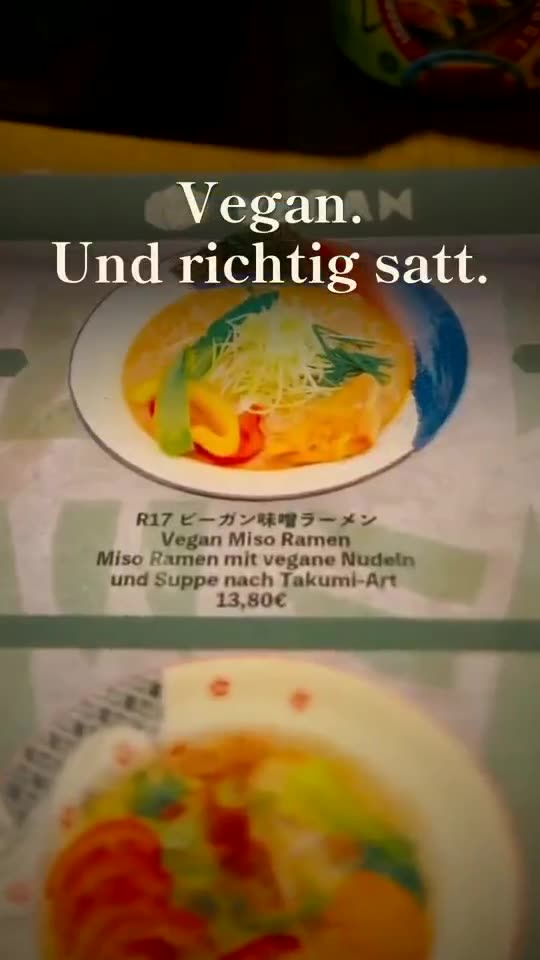 Vegan.
Und richtig satt.
R17 ビーガン味噌ラーメン
Vegan Miso Ramen
Miso Ramen mit vegane Nudeln
und Suppe nach Takumi-Art
13,80€